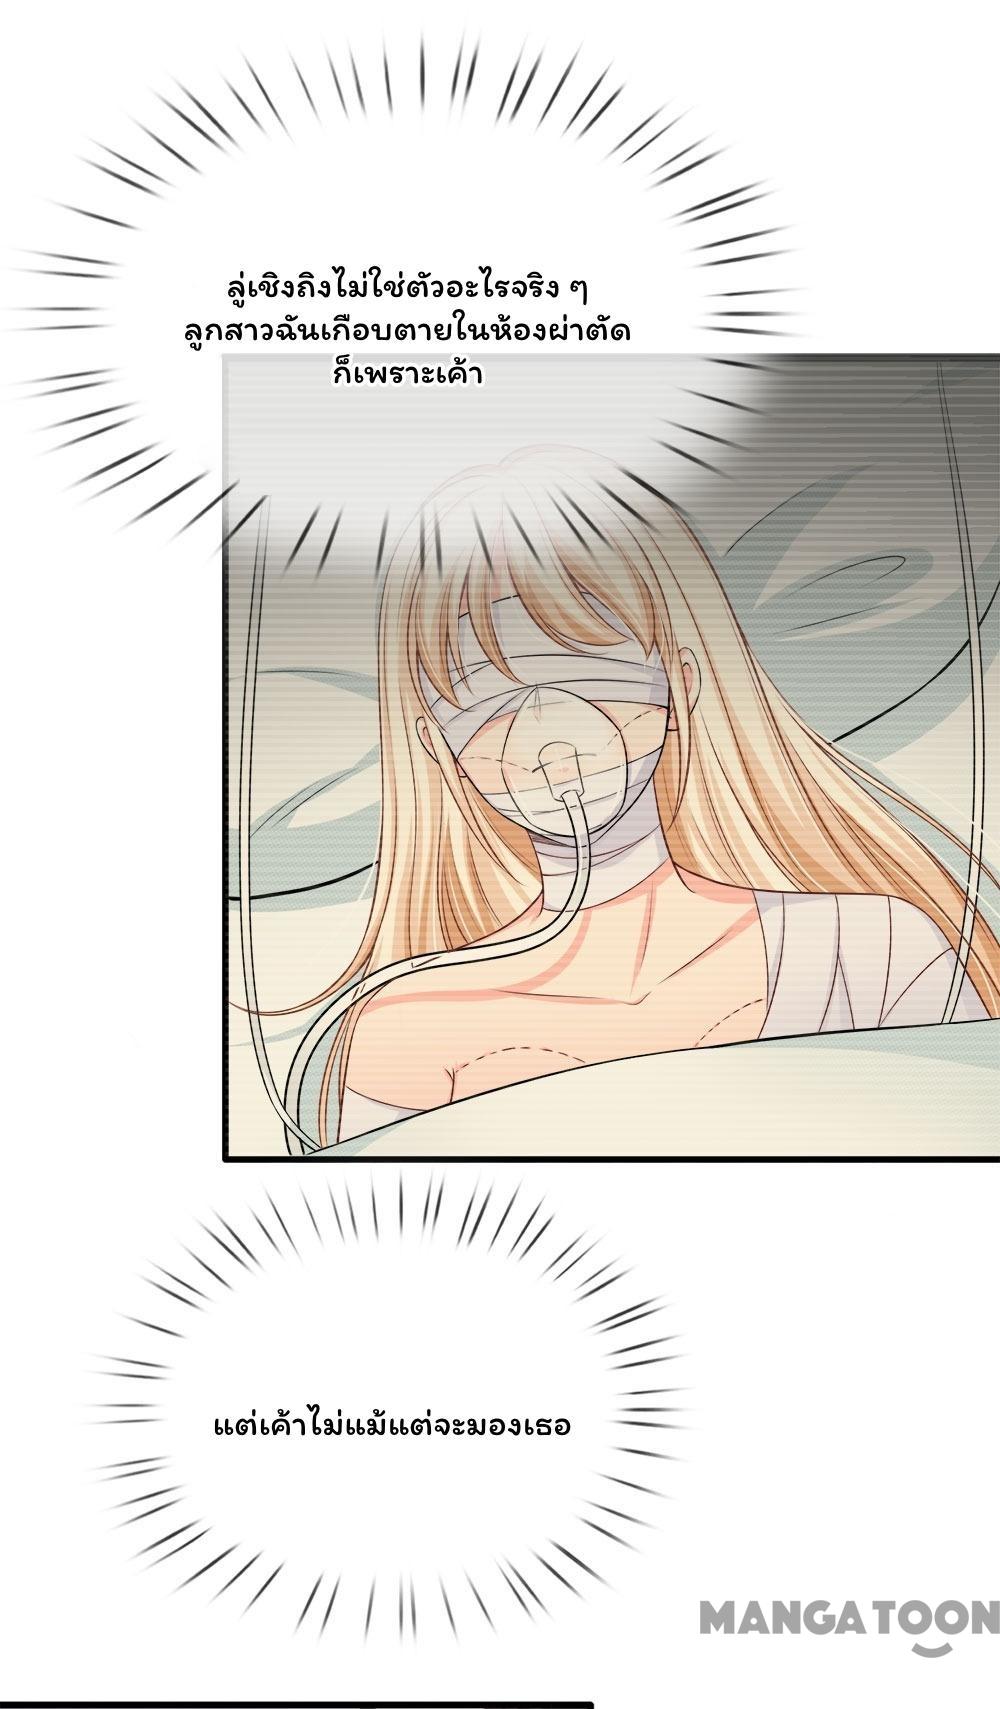 ลู่เชิงถิงไม่ใช่ตัวอะไรจริง ๆ
ลูกสาวฉันเกือบตายในห้องผ่าตัด
ก็เพราะเค้า
แต่เค้าไม่แม้แต่จะมองเธอ
MANGATOON